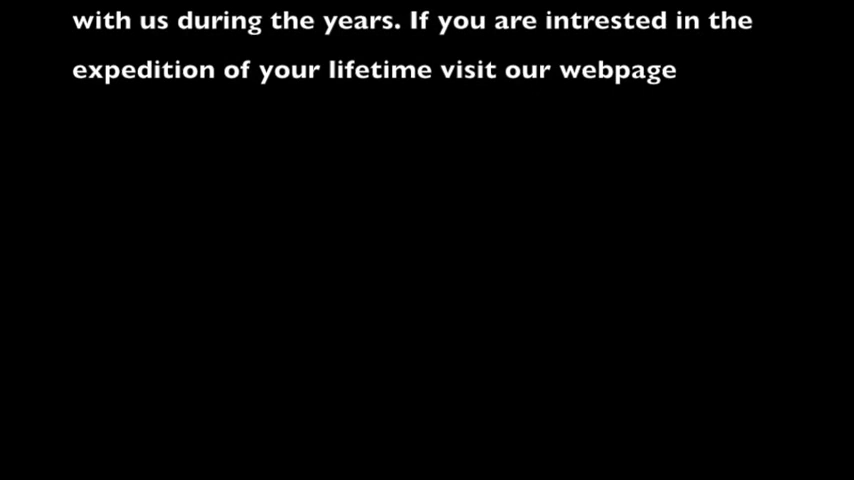 with us during the years. If you are intrested in the
expedition of your lifetime visit our webpage